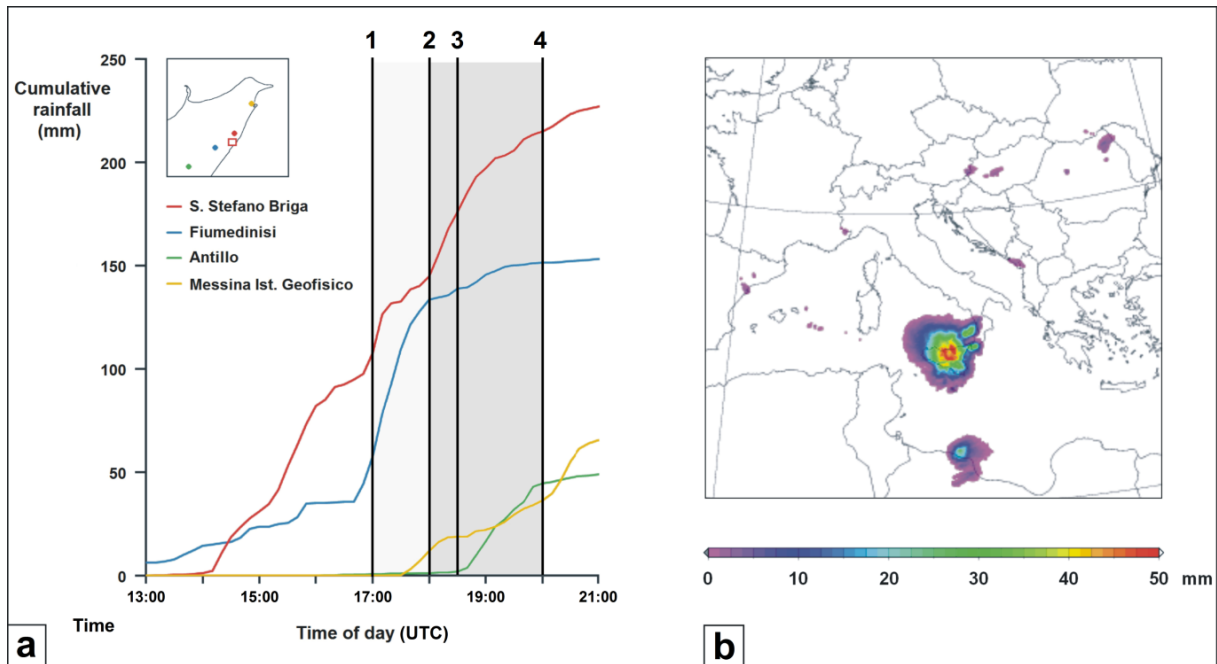 1 2 3 4
250
Cumulative
rainfall
(mm)
200
S. Stefano Briga
Fiumedinisi
150
Antillo
Messina Ist. Geofisico
100
50
0
13:00 15:00 17:00 19:00 21:00
Time
Time of day (UTC)
a
0 10 20 30 40 50 mm
b